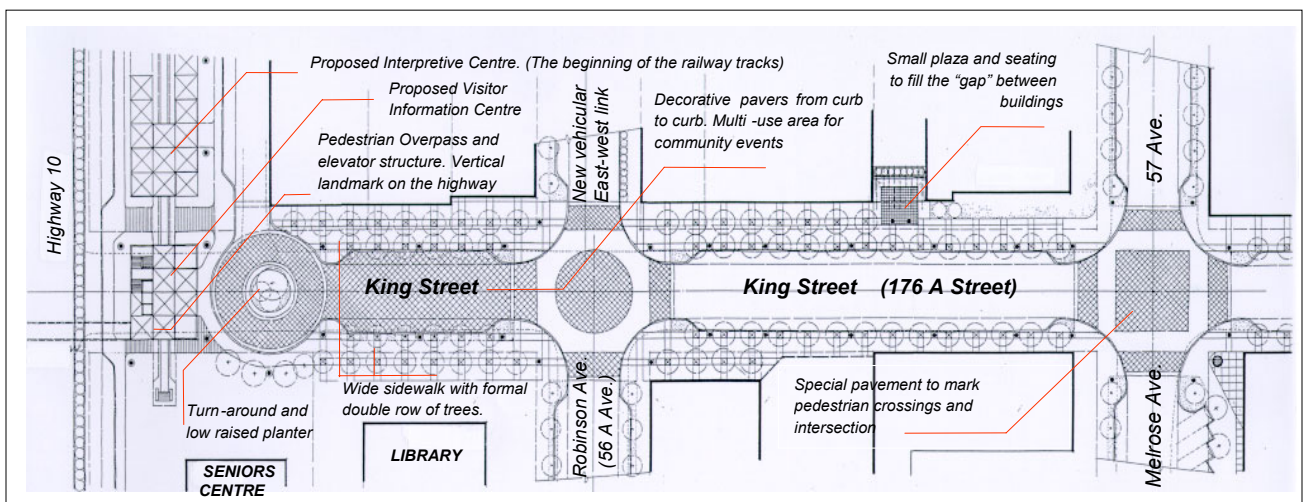 Proposed Interpretive Centre. (The beginning of the railway tracks)
Proposed Visitor
Information Centre
Pedestrian Overpass and
elevator structure. Vertical
landmark on the highway
Highway 10
New vehicular
East-west link
Decorative pavers from curb
to curb. Multi -use area for
community events
Small plaza and seating
to fill the “gap” between
buildings
57 Ave.
King Street
King Street (176 A Street)
Turn -around and
low raised planter
Wide sidewalk with formal
double row of trees.
Robinson Ave.
(56 A Ave.)
Special pavement to mark
pedestrian crossings and
intersection
Melrose Ave.
SENIORS
CENTRE
LIBRARY